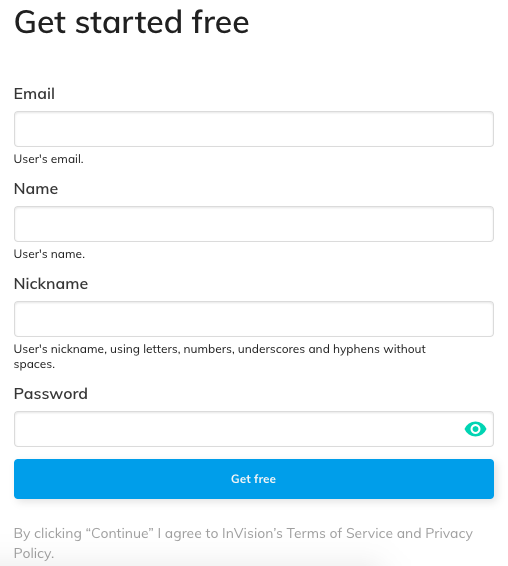 Get started free
Email
User's email.
Name
User's name.
Nickname
User's nickname, using letters, numbers, underscores and hyphens without
spaces.
Password
Get free
By clicking “Continue” I agree to InVision’s Terms of Service and Privacy
Policy.